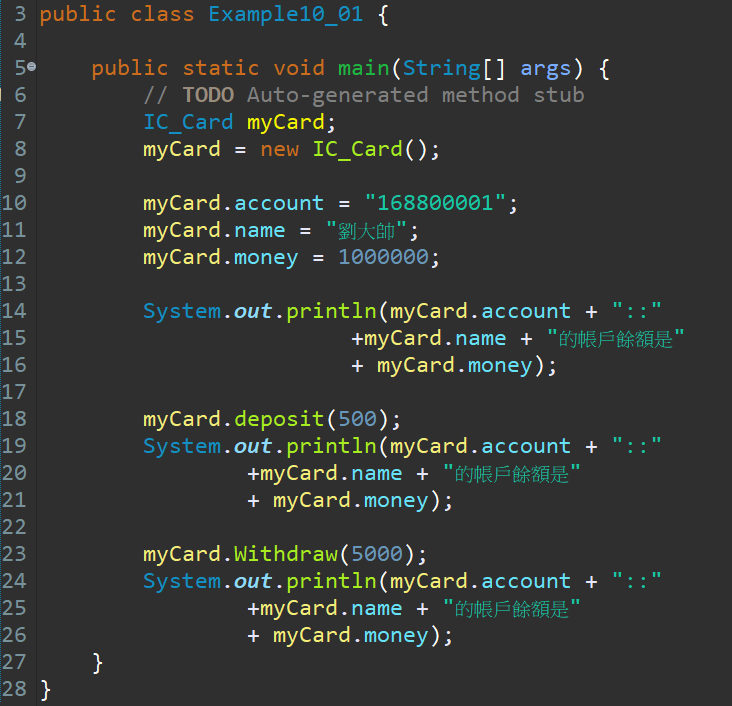 3 public class Example10_01 {
4
5 public static void main(String[] args) {
6 // TODO Auto-generated method stub
7 IC_Card myCard;
8 myCard = new IC_Card();
9
10 myCard.account = "168800001";
11 myCard.name = "劉大帥";
12 myCard.money = 1000000;
13
14 System.out.println(myCard.account + "::"
15 +myCard.name + "的帳戶餘額是"
16 + myCard.money);
17
18 myCard.deposit(500);
19 System.out.println(myCard.account + "::"
20 +myCard.name + "的帳戶餘額是"
21 + myCard.money);
22
23 myCard.Withdraw(5000);
24 System.out.println(myCard.account + "::"
25 +myCard.name + "的帳戶餘額是"
26 + myCard.money);
27 }
28 }